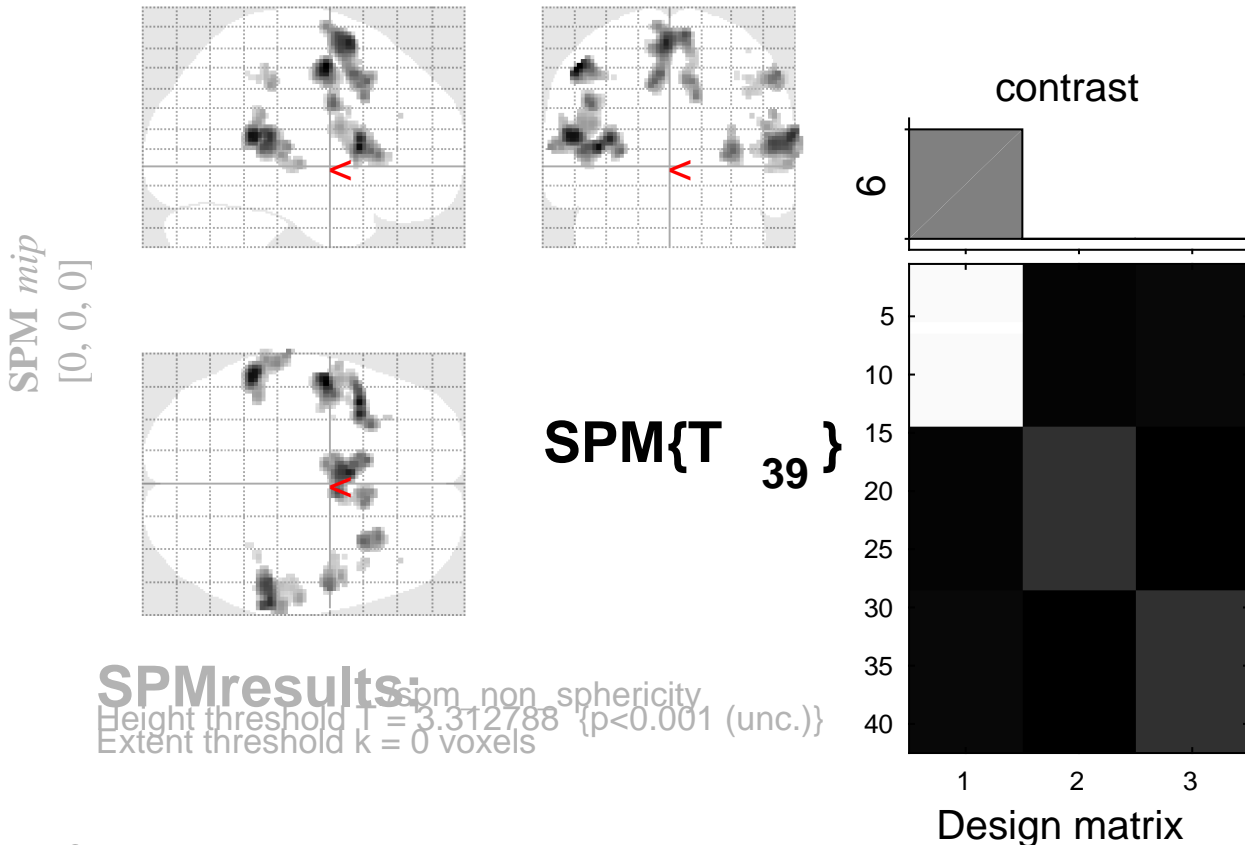 contrast
6
SPM mip
[0, 0, 0]
<
<
<
SPM{T 39 }
5
10
15
20
25
30
35
40
1 2 3
Design matrix
SPMresults: ./spm_non_sphericity
Height threshold T = 3.312788 {p<0.001 (unc.)}
Extent threshold k = 0 voxels